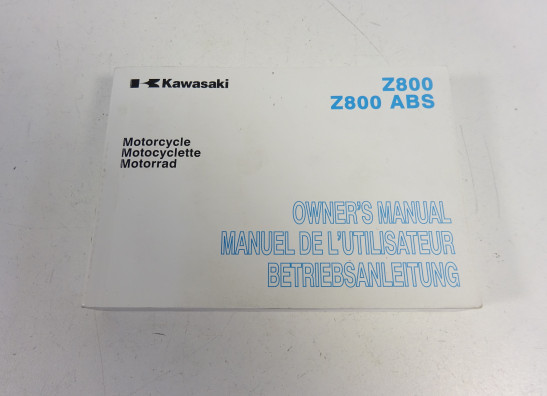 Kawasaki
Z800
Z800 ABS
Motorcycle
Motocyclette
Motorrad
OWNER'S MANUAL
MANUEL DE L'UTILISATEUR
BETRIEBSANLEITUNG